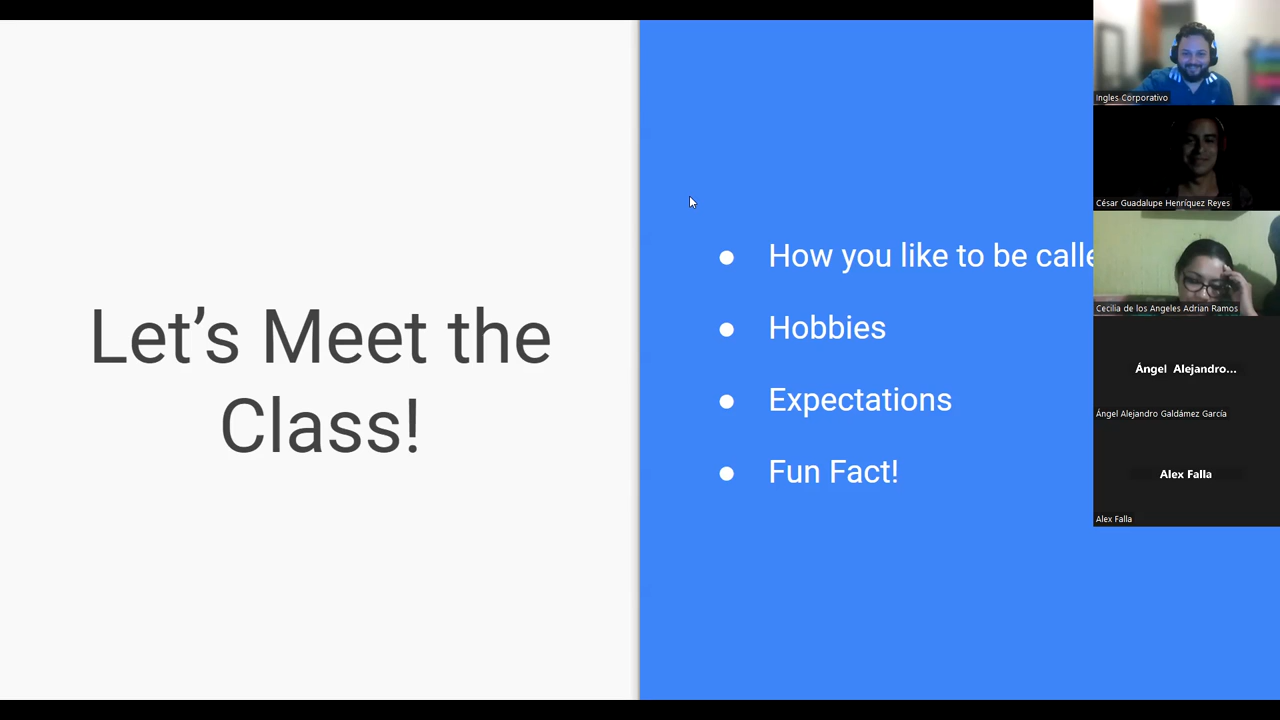 Let's Meet the
Class!
How you like to be calle
Hobbies
Expectations
Fun Fact!
Ingles Corporativo
César Guadalupe Henríquez Reyes
Cecilia de los Angeles Adrian Ramos
Ángel Alejandro...
Ángel Alejandro Galdámez García
Alex Falla
Alex Falla